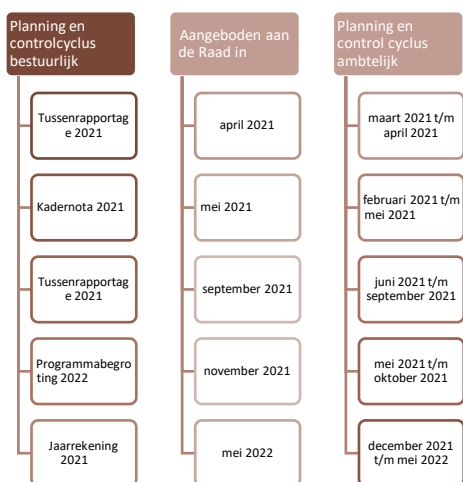 Planning en
controlcyclus
bestuurlijk
Tussenrapportag
e 2021
Kadernota 2021
Tussenrapportag
e 2021
Programmabegro
ting 2022
Jaarrekening
2021
Aangeboden aan
de Raad in
april 2021
mei 2021
september 2021
november 2021
mei 2022
Planning en
control cyclus
ambtelijk
maart 2021 t/m
april 2021
februari 2021 t/m
mei 2021
juni 2021 t/m
september 2021
mei 2021 t/m
oktober 2021
december 2021
t/m mei 2022